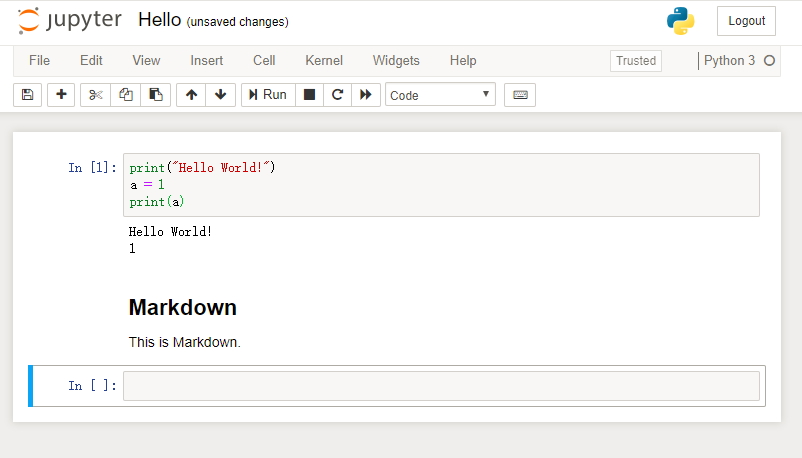 jupyter Hello (unsaved changes) Logout
File Edit View Insert Cell Kernel Widgets Help Trusted Python 3
Run Code
In [1]: print("Hello World!")
a = 1
print(a)
Hello World!
1
Markdown
This is Markdown.
In [ ]: